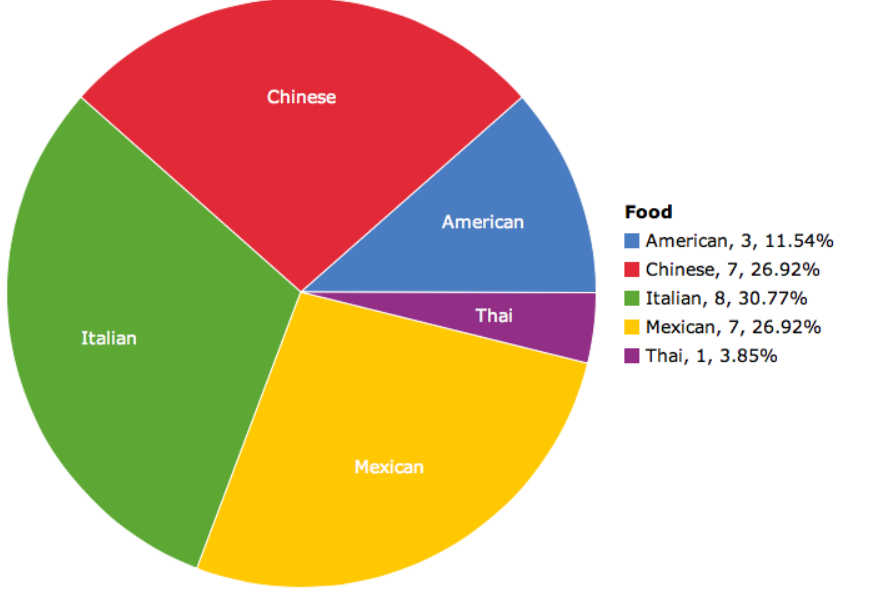 Chinese
American
Thai
Italian
Mexican
Food
American, 3, 11.54%
Chinese, 7, 26.92%
Italian, 8, 30.77%
Mexican, 7, 26.92%
Thai, 1, 3.85%